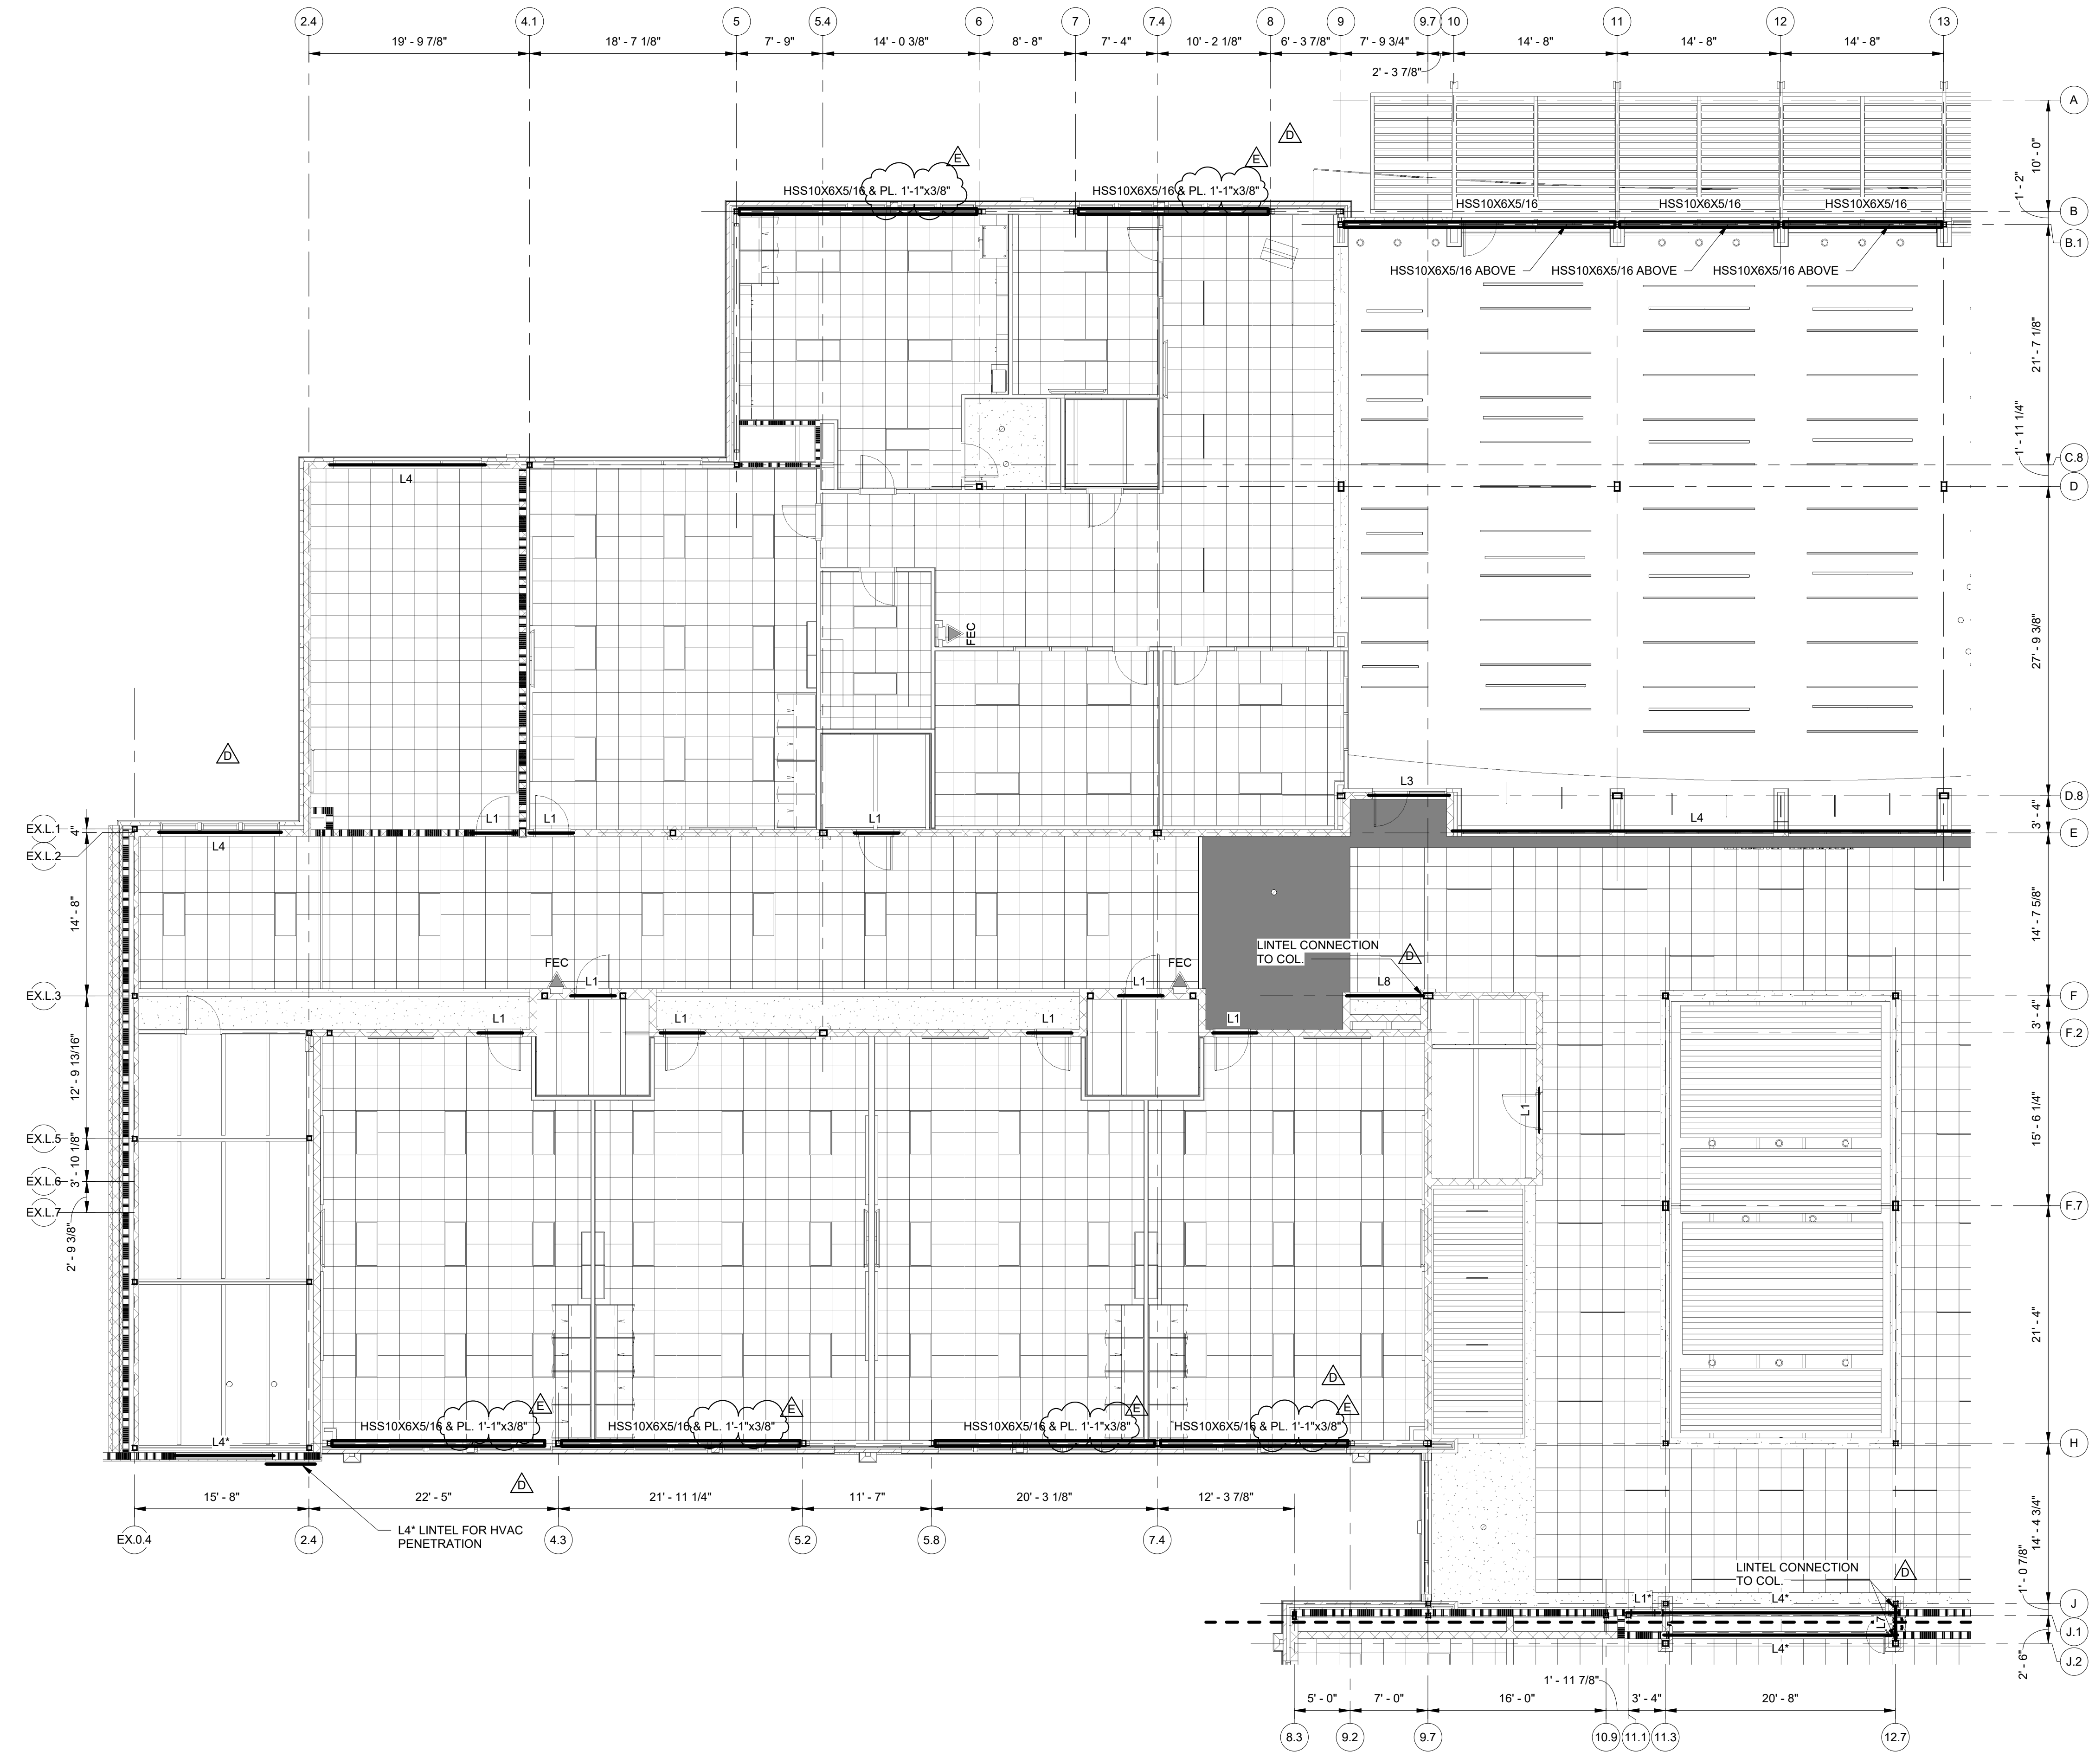 2.4
4.1
5
5.4
6
7
7.4
8
9
9.7
10
11
12
13
19' - 9 7/8"
18' - 7 1/8"
7' - 9"
14' - 0 3/8"
8' - 8"
7' - 4"
10' - 2 1/8"
6' - 3 7/8"
7' - 9 3/4"
14' - 8"
14' - 8"
14' - 8"
2' - 3 7/8"
A
D
E
E
10' - 0"
HSS10X6X5/16 & PL. 1'-1"x3/8"
HSS10X6X5/16 & PL. 1'-1"x3/8"
1' - 2"
HSS10X6X5/16
HSS10X6X5/16
HSS10X6X5/16
B
B.1
HSS10X6X5/16 ABOVE
HSS10X6X5/16 ABOVE
HSS10X6X5/16 ABOVE
21' - 7 1/8"
1' - 11 1/4"
C.8
L4
D
FEC
27' - 9 3/8"
D
L3
D.8
L1
L1
L1
L4
3' - 4"
EX.L.1
4"
E
EX.L.2
L4
14' - 8"
14' - 7 5/8"
LINTEL CONNECTION
TO COL.
D
FEC
FEC
L1
L1
L8
EX.L.3
F
L1
L1
L1
L1
3' - 4"
F.2
12' - 9 13/16"
L1
15' - 6 1/4"
EX.L.5
3' - 10 1/8"
EX.L.6
F.7
EX.L.7
2' - 9 3/8"
21' - 4"
D
E
E
E
E
HSS10X6X5/16 & PL. 1'-1"x3/8"
HSS10X6X5/16 & PL. 1'-1"x3/8"
HSS10X6X5/16 & PL. 1'-1"x3/8"
HSS10X6X5/16 & PL. 1'-1"x3/8"
L4*
H
D
15' - 8"
22' - 5"
21' - 11 1/4"
11' - 7"
20' - 3 1/8"
12' - 3 7/8"
14' - 4 3/4"
L4* LINTEL FOR HVAC
PENETRATION
EX.0.4
2.4
4.3
5.2
5.8
7.4
LINTEL CONNECTION
TO COL.
D
1' - 0 7/8"
L1*
L4*
J
L7
J.1
L4*
J.2
2' - 6"
1' - 11 7/8"
5' - 0"
7' - 0"
16' - 0"
3' - 4"
20' - 8"
8.3
9.2
9.7
10.9
11.1
11.3
12.7